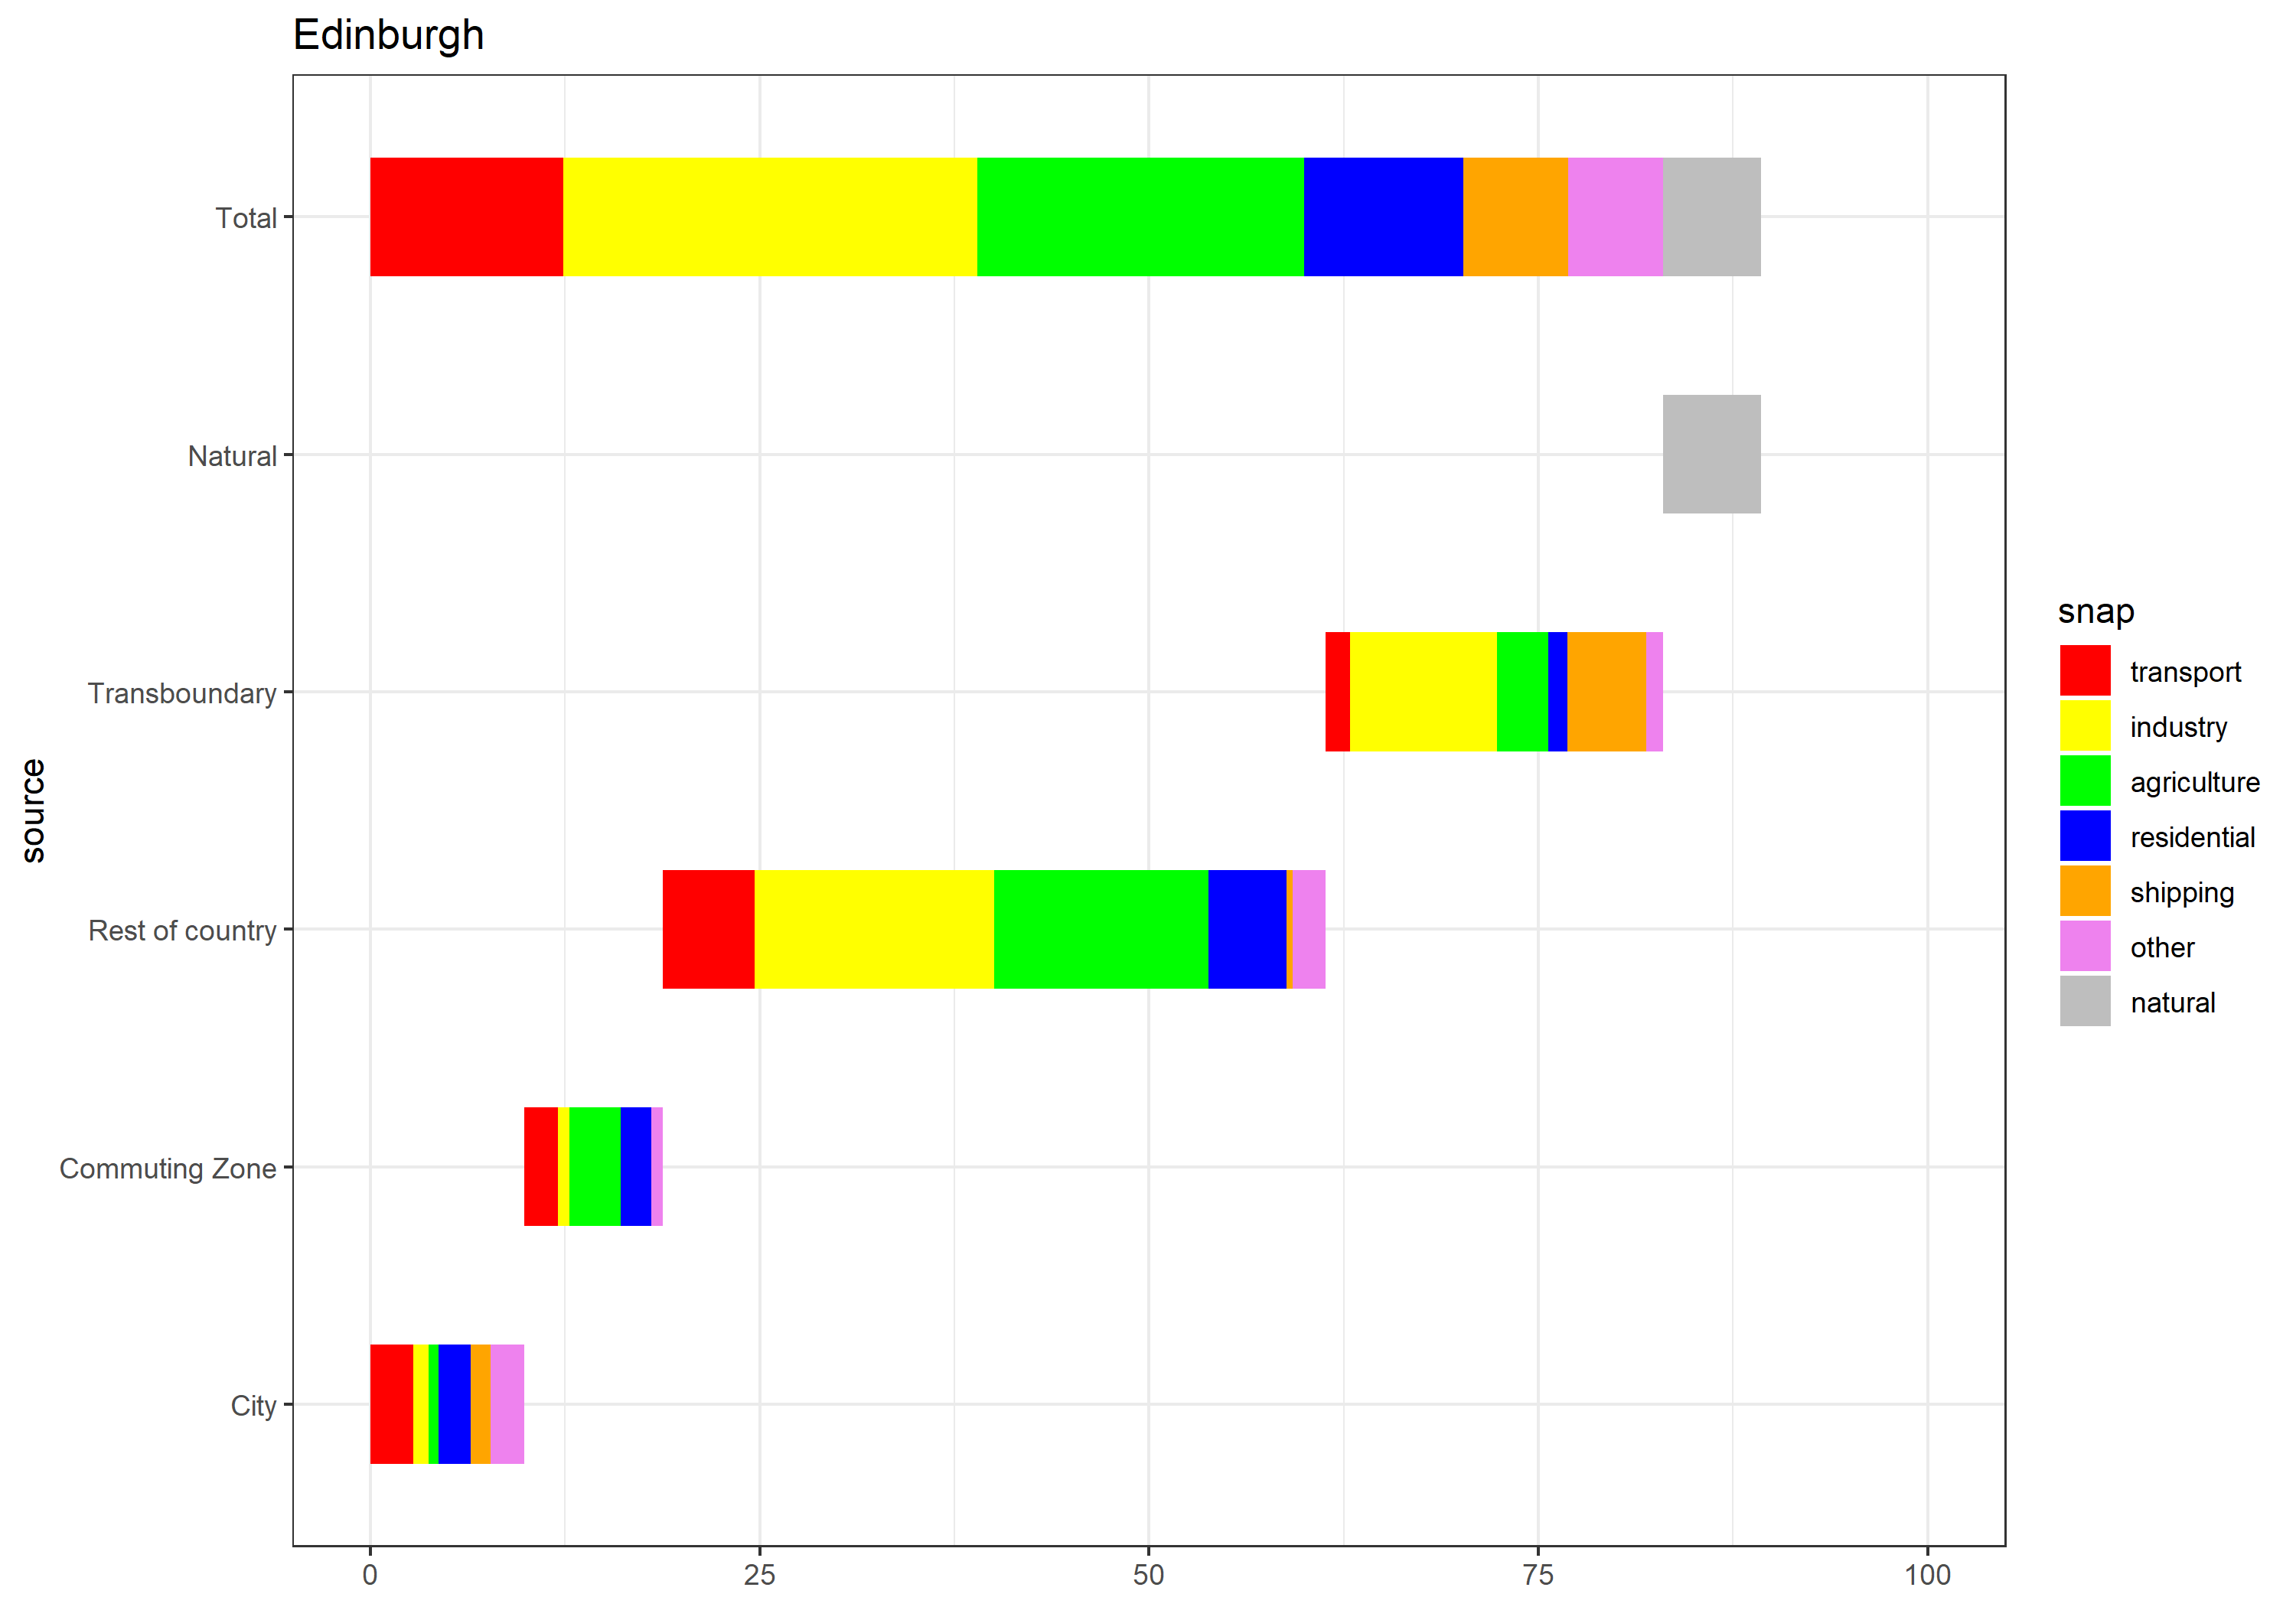 Edinburgh
Total
Natural
Transboundary
Rest of country
Commuting Zone
City
source
0 25 50 75 100
snap
transport
industry
agriculture
residential
shipping
other
natural